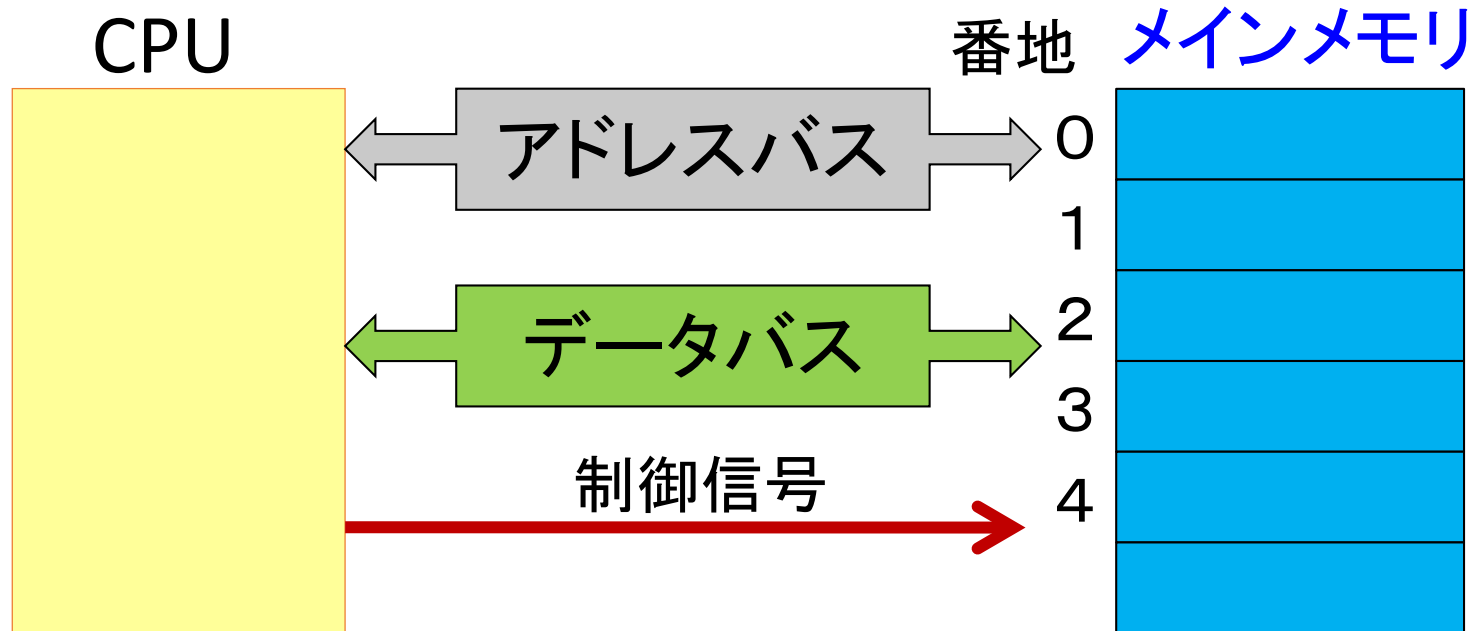 CPU
番地
メインメモリ
アドレスバス
データバス
制御信号
０
１
２
３
４